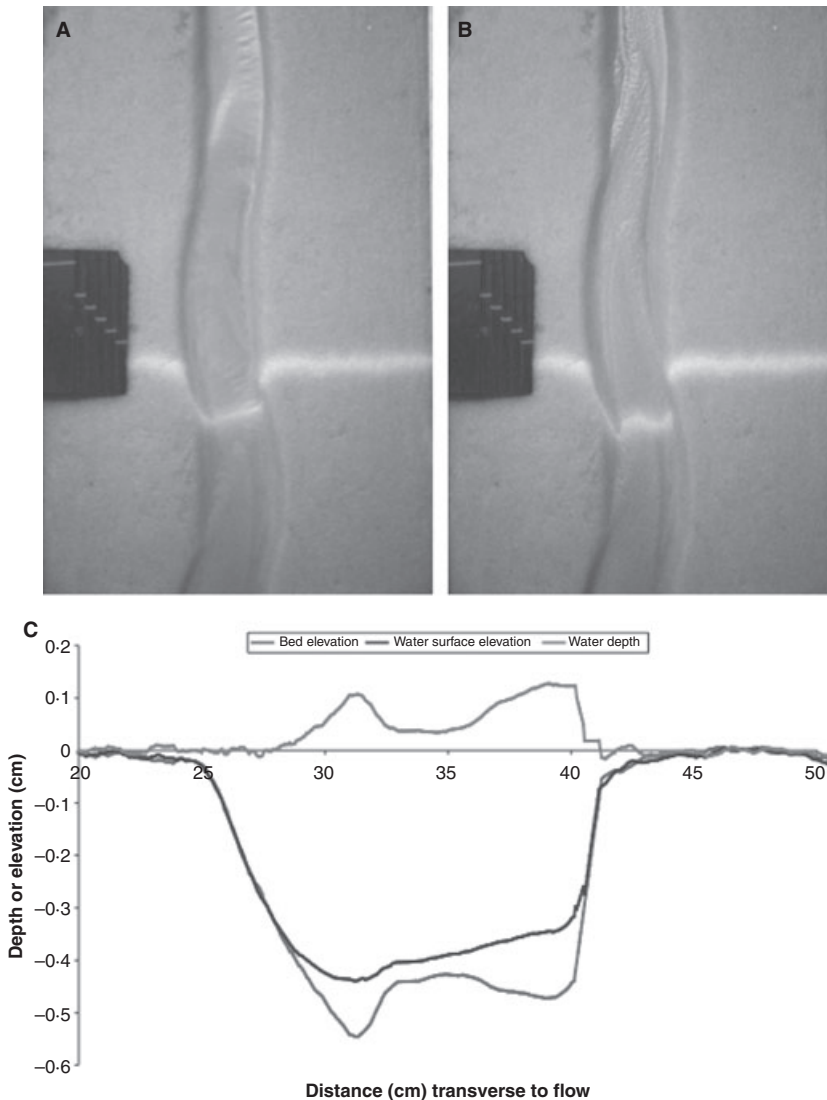 A
B
C
Bed elevation Water surface elevation Water depth
0·2
0·1
0
–0·1
–0·2
–0·3
–0·4
–0·5
–0·6
20 25 30 35 40 45 50
Depth or elevation (cm)
Distance (cm) transverse to flow